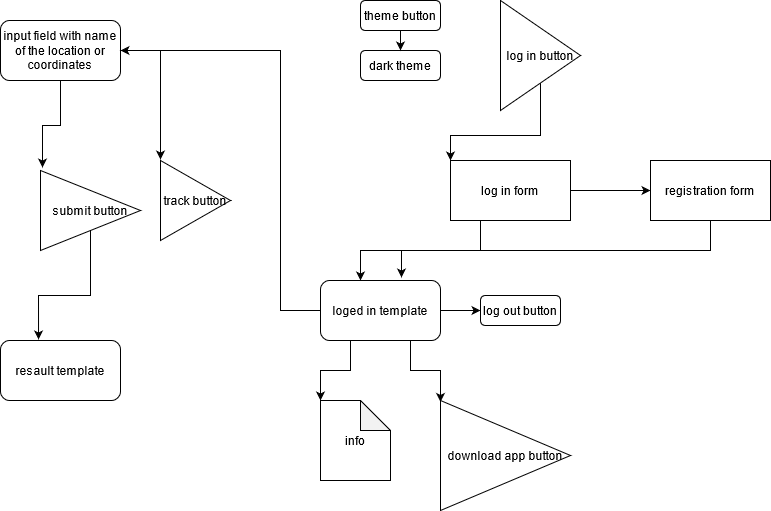 input field with name
of the location or
coordinates
theme button
dark theme
log in button
submit button
track button
log in form
registration form
loged in template
log out button
resault template
info
download app button